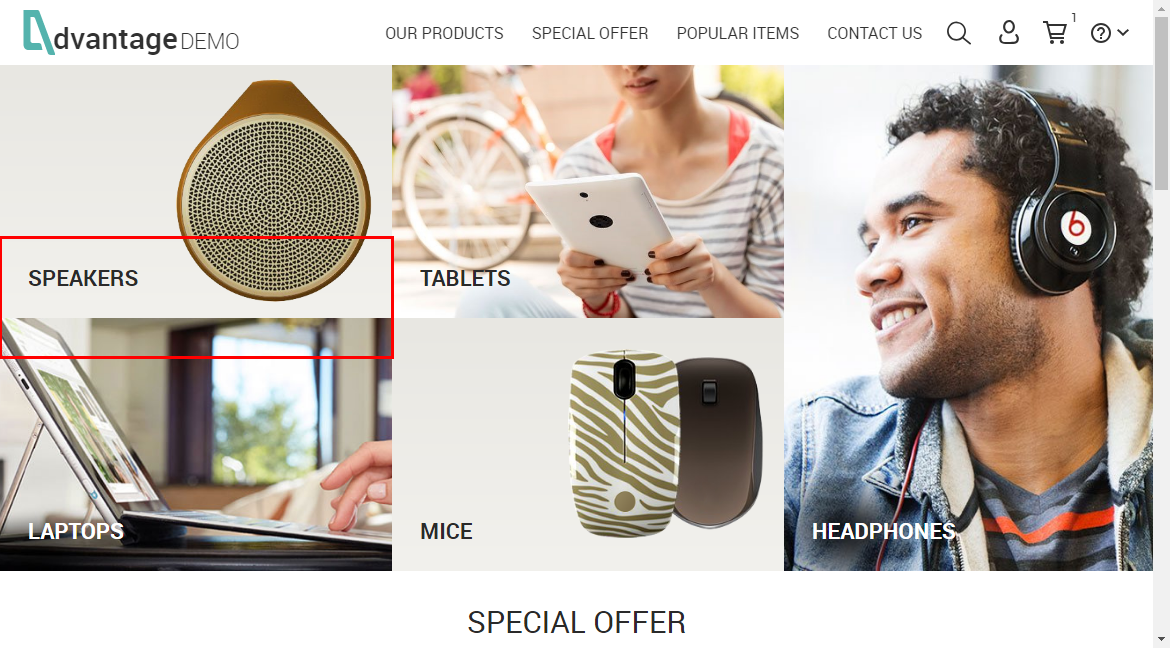 dvantage DEMO
OUR PRODUCTS SPECIAL OFFER POPULAR ITEMS CONTACT US 1
SPEAKERS
TABLETS
LAPTOPS
MICE
HEADPHONES
SPECIAL OFFER